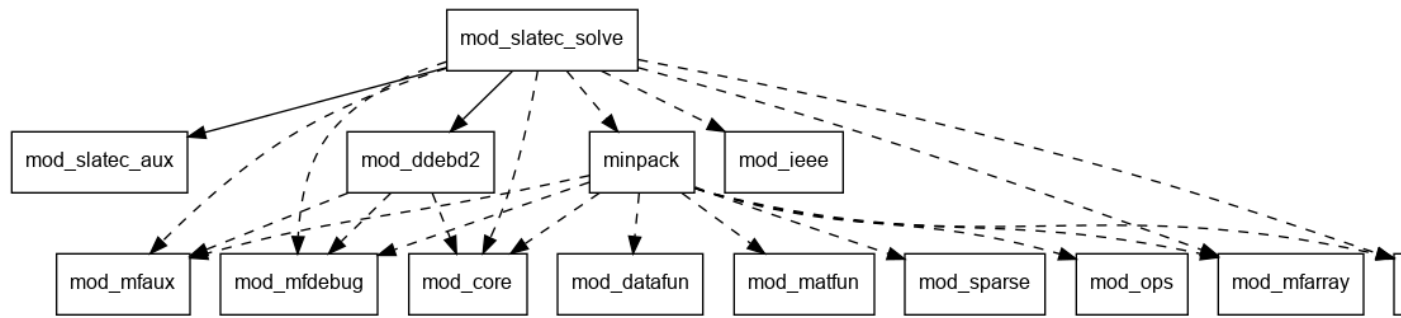 mod_slatec_solve
mod_slatec_aux
mod_ddebd2
minpack
mod_ieee
mod_mfaux
mod_mfdebug
mod_core
mod_datafun
mod_matfun
mod_sparse
mod_ops
mod_mfarray